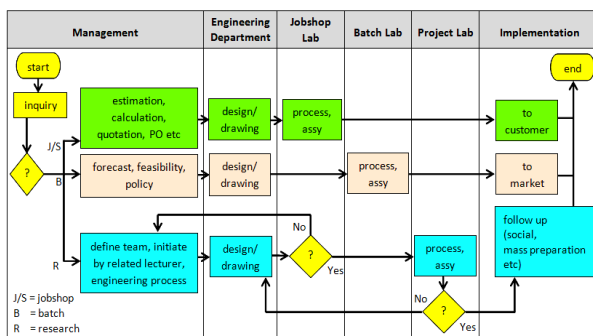 Management
Engineering
Department
Jobshop
Lab
Batch Lab
Project Lab
Implementation
start
end
inquiry
estimation,
calculation,
quotation, PO etc
design/
drawing
process,
assy
to
customer
?
J/S
B
R
forecast, feasibility,
policy
design/
drawing
process,
assy
to
market
define team, initiate
by related lecturer,
engineering process
design/
drawing
No
?
Yes
process,
assy
follow up
(social,
mass preparation
etc)
No
?
Yes
J/S = jobshop
B = batch
R = research